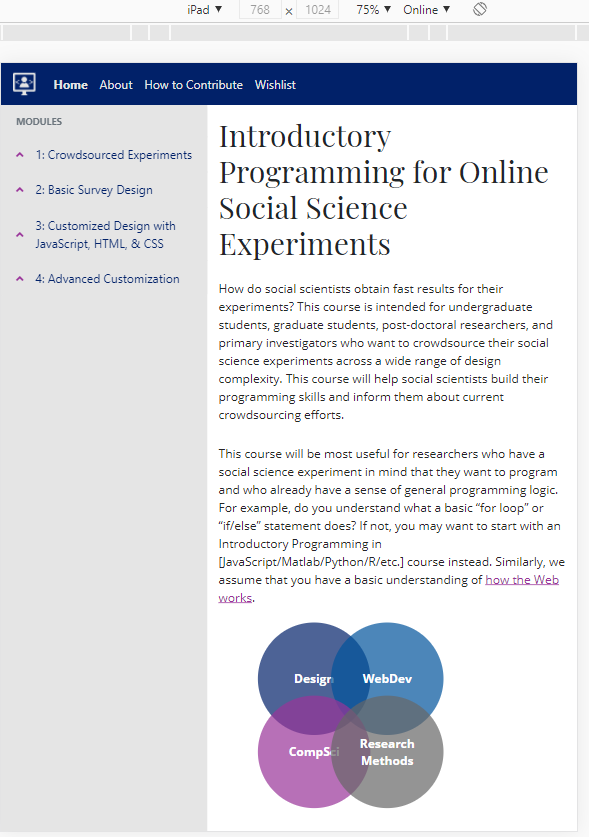 iPad ▼ 768 × 1024 75% ▼ Online ▼
Home About How to Contribute Wishlist
MODULES
1: Crowdsourced Experiments
2: Basic Survey Design
3: Customized Design with
JavaScript, HTML, & CSS
4: Advanced Customization
Introductory
Programming for Online
Social Science
Experiments
How do social scientists obtain fast results for their
experiments? This course is intended for undergraduate
students, graduate students, post-doctoral researchers, and
primary investigators who want to crowdsource their social
science experiments across a wide range of design
complexity. This course will help social scientists build their
programming skills and inform them about current
crowdsourcing efforts.
This course will be most useful for researchers who have a
social science experiment in mind that they want to program
and who already have a sense of general programming logic.
For example, do you understand what a basic “for loop” or
“if/else” statement does? If not, you may want to start with an
Introductory Programming in
[JavaScript/Matlab/Python/R/etc.] course instead. Similarly, we
assume that you have a basic understanding of how the Web
works.
Design WebDev
CompSci Research
Methods